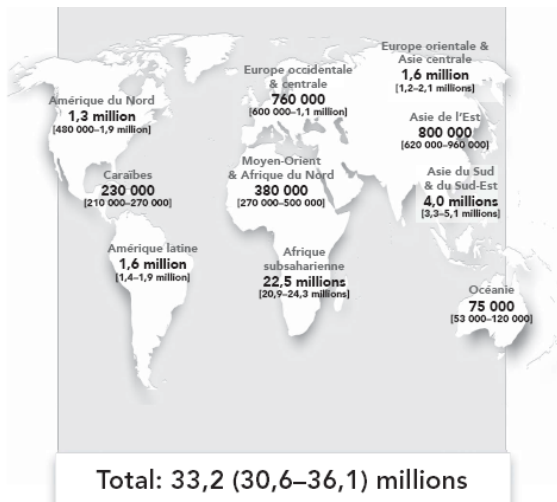 Europe orientale &
Asie centrale
1,6 million
[1,2–2,1 millions]
Europe occidentale
& centrale
760 000
[600 000–1,1 million]
Amérique du Nord
1,3 million
[480 000–1,9 million]
Asie de l’Est
800 000
[620 000–960 000]
Moyen-Orient
& Afrique du Nord
380 000
[270 000–500 000]
Caraïbes
230 000
[210 000–270 000]
Asie du Sud
& du Sud-Est
4,0 millions
[3,3–5,1 millions]
Amérique latine
1,6 million
[1,4–1,9 million]
Afrique
subsaharienne
22,5 millions
[20,9–24,3 millions]
Océanie
75 000
[53 000–120 000]
Total: 33,2 (30,6–36,1) millions